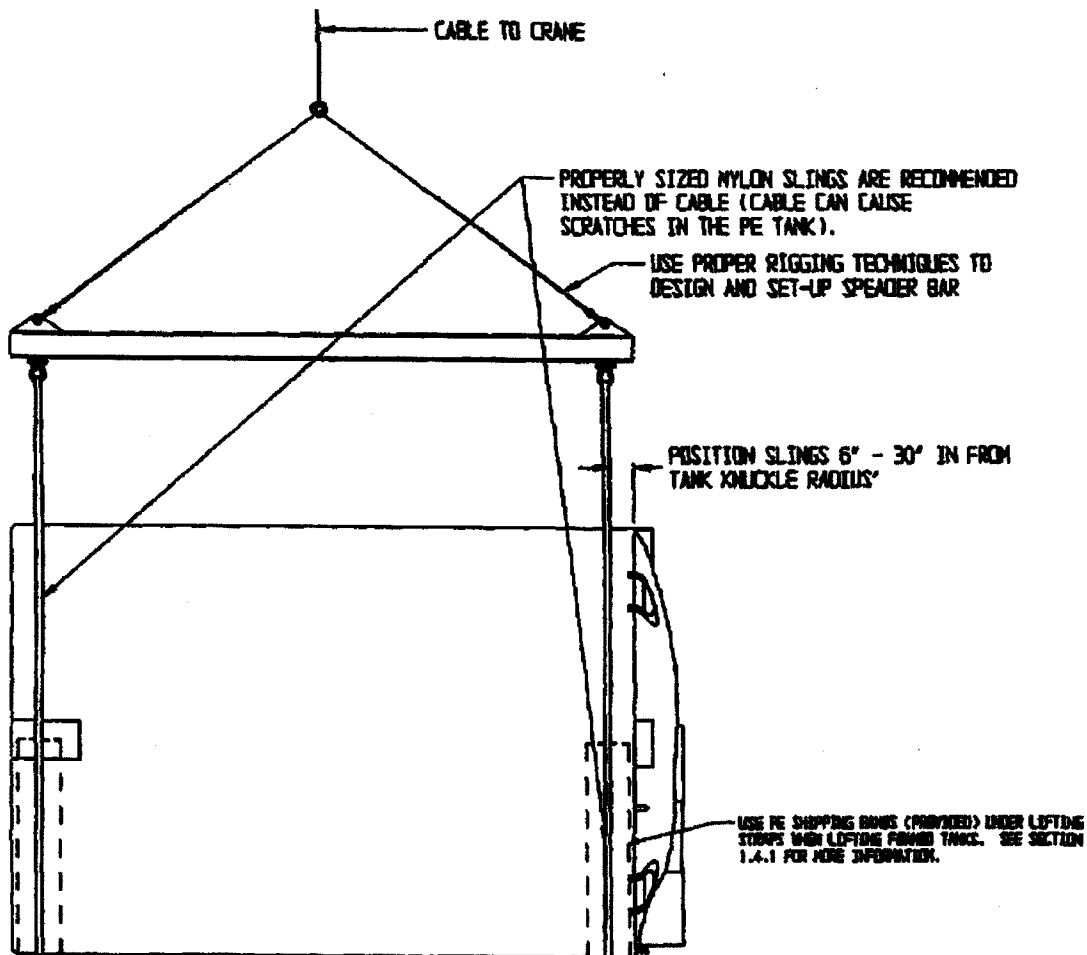 CABLE TO CRANE
PROPERLY SIZED NYLON SLINGS ARE RECOMMENDED
INSTEAD OF CABLE (CABLE CAN CAUSE
SCRATCHES IN THE PE TANK).
USE PROPER RIGGING TECHNIQUES TO
DESIGN AND SET-UP SPEADER BAR
POSITION SLINGS 6" - 30" IN FROM
TANK KNUCKLE RADIUS'
USE PE SHIPPING BANDS (PROVIDED) UNDER LIFTING
STRAPS WHEN LIFTING TANKS. SEE SECTION
1.4.1 FOR MORE INFORMATION.